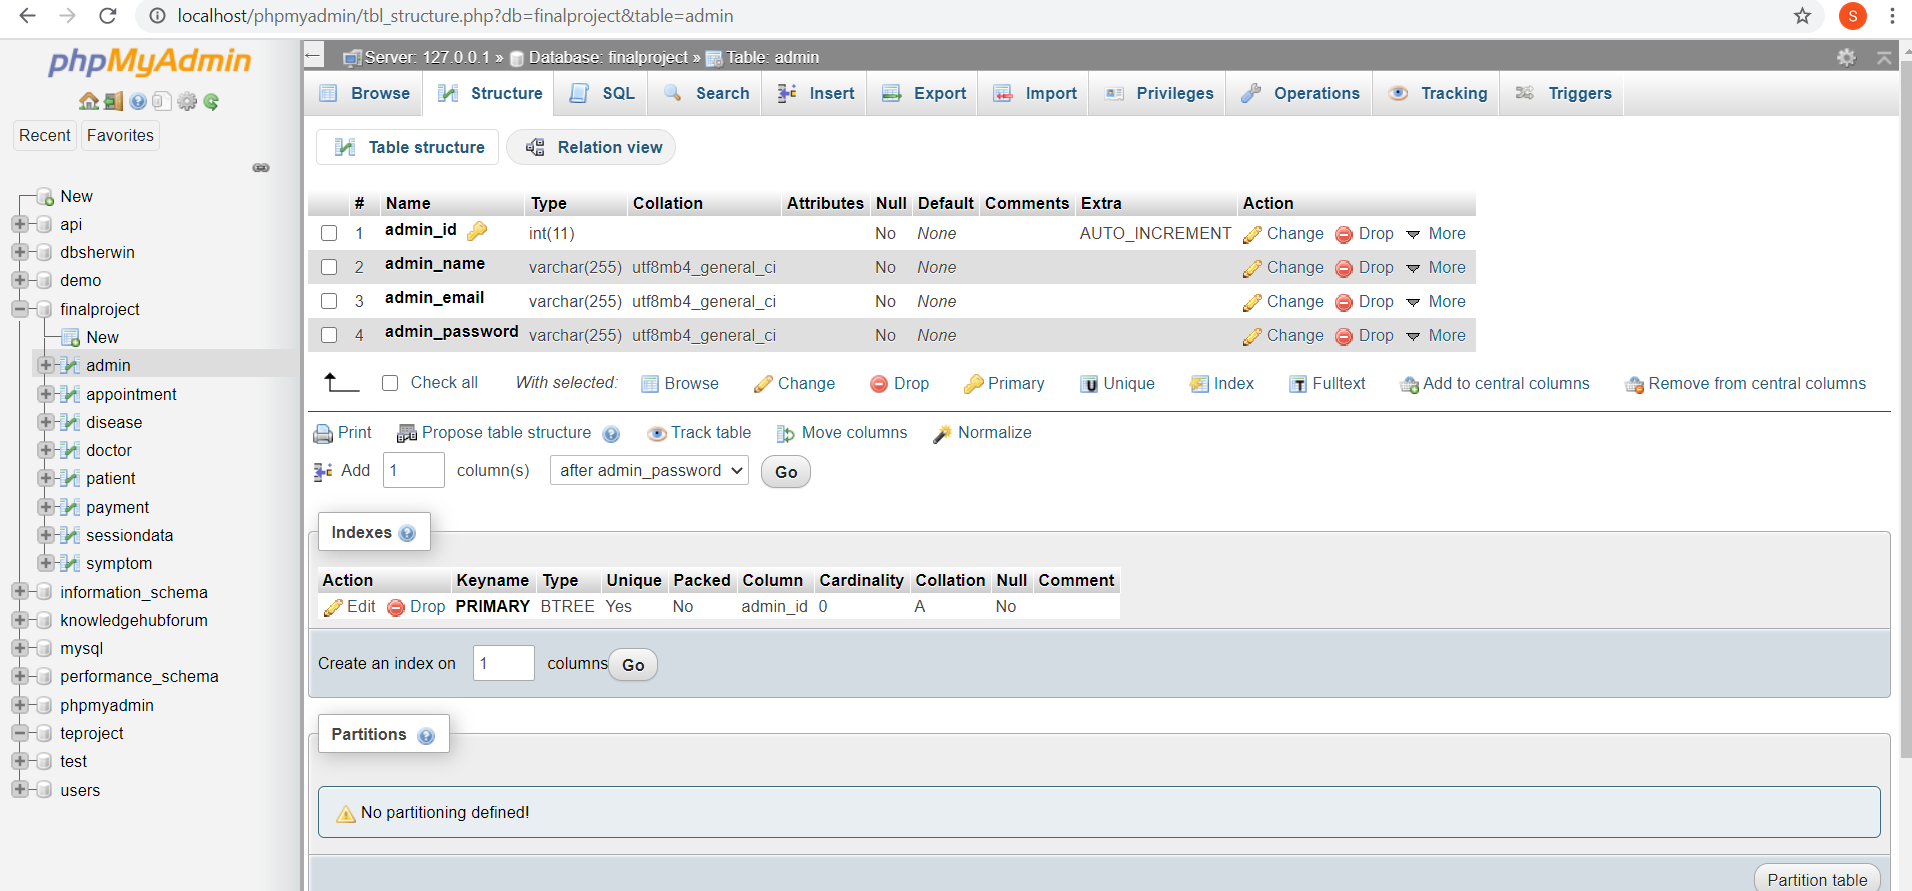 localhost/phpmyadmin/tbl_structure.php?db=finalproject&table=admin
S
phpMyAdmin
Recent Favorites
New
api
dbsherwin
demo
finalproject
New
admin
appointment
disease
doctor
patient
payment
sessiondata
symptom
information_schema
knowledgehubforum
mysql
performance_schema
phpmyadmin
teproject
test
users
Server: 127.0.0.1 » Database: finalproject » Table: admin
Browse Structure SQL Search Insert Export Import Privileges Operations Tracking Triggers
Table structure Relation view
# Name Type Collation Attributes Null Default Comments Extra Action
1 admin_id int(11) No None AUTO_INCREMENT Change Drop More
2 admin_name varchar(255) utf8mb4_general_ci No None Change Drop More
3 admin_email varchar(255) utf8mb4_general_ci No None Change Drop More
4 admin_password varchar(255) utf8mb4_general_ci No None Change Drop More
Check all With selected: Browse Change Drop Primary Unique Index Fulltext Add to central columns Remove from central columns
Print Propose table structure Track table Move columns Normalize
Add 1 column(s) after admin_password Go
Indexes
Action Keyname Type Unique Packed Column Cardinality Collation Null Comment
Edit Drop PRIMARY BTREE Yes No admin_id 0 A No
Create an index on 1 columns Go
Partitions
No partitioning defined!
Partition table